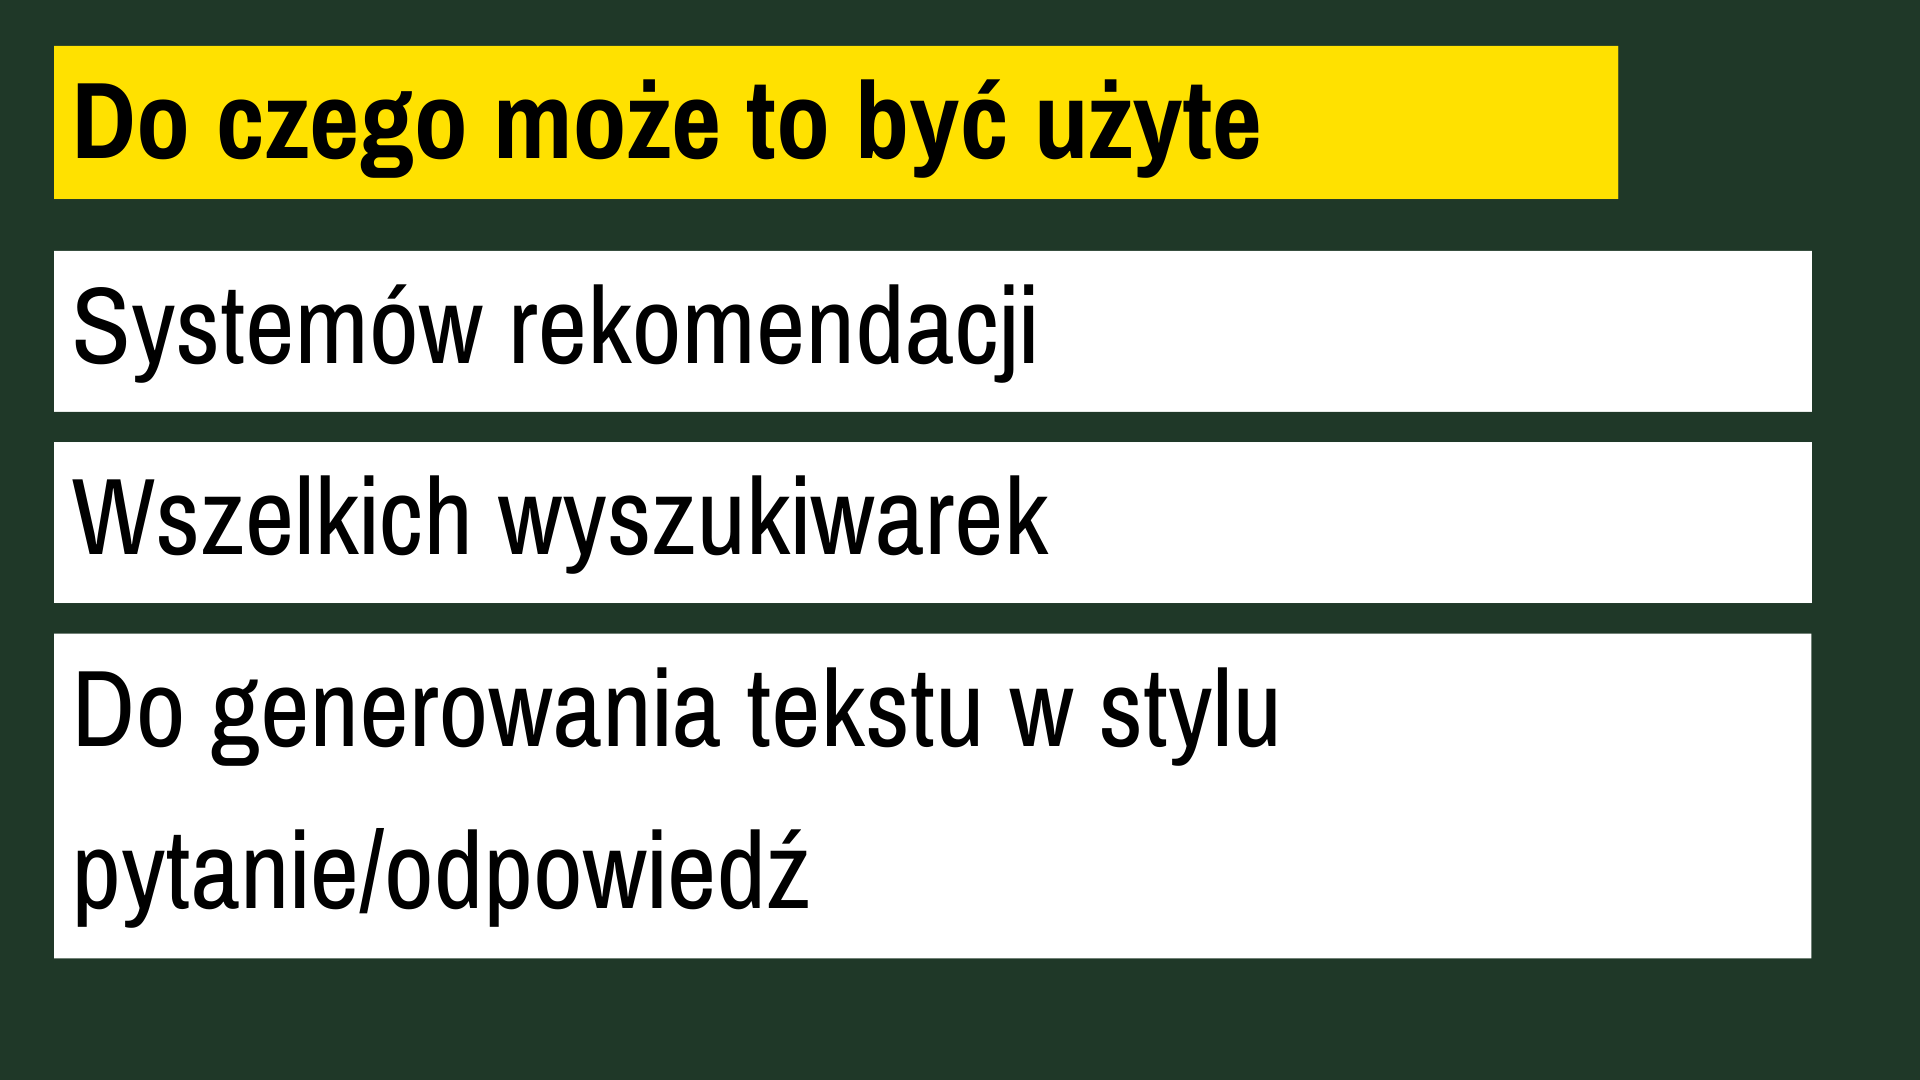 Do czego może to być użyte
Systemów rekomendacji
Wszelkich wyszukiwarek
Do generowania tekstu w stylu
pytanie/odpowiedź